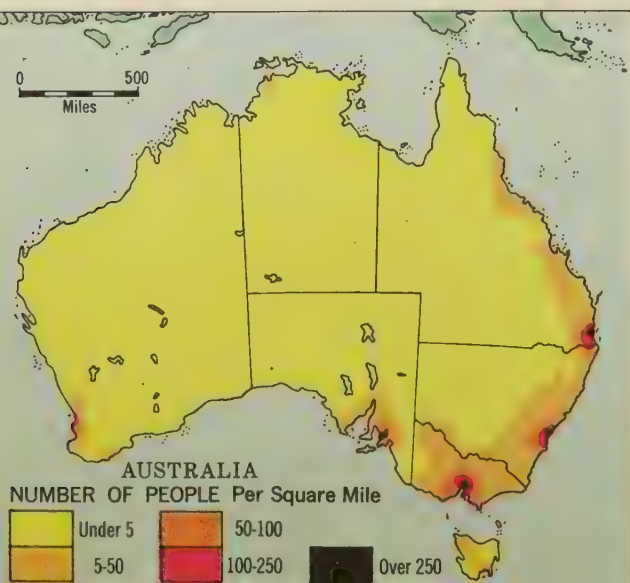 0 500
Miles
AUSTRALIA
NUMBER OF PEOPLE Per Square Mile
Under 5
50-100
5-50
100-250
Over 250